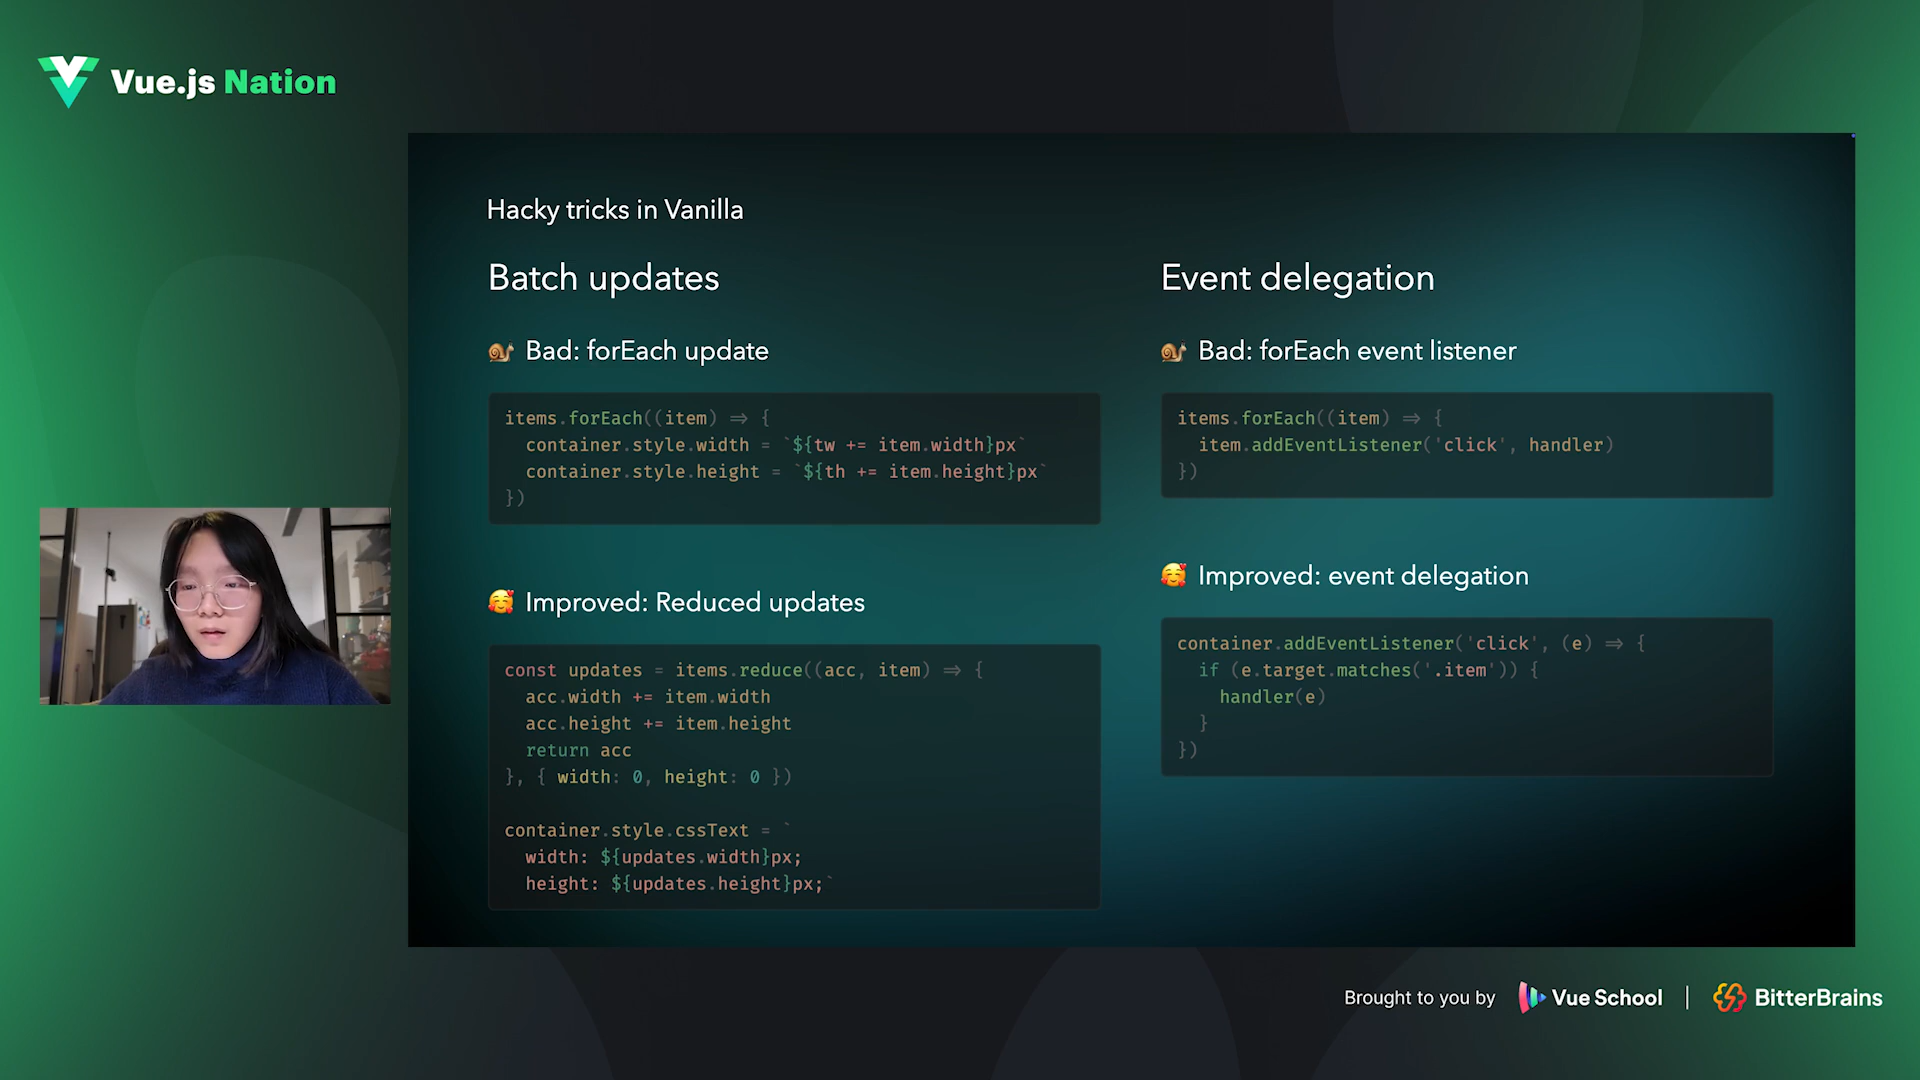 Vue.js Nation
Hacky tricks in Vanilla
Batch updates
🐌 Bad: forEach update
items.forEach((item) => {
  container.style.width = `${tw += item.width}px`
  container.style.height = `${th += item.height}px`
})
🥰 Improved: Reduced updates
const updates = items.reduce((acc, item) => {
  acc.width += item.width
  acc.height += item.height
  return acc
}, { width: 0, height: 0 })
container.style.cssText = `
  width: ${updates.width}px;
  height: ${updates.height}px;`
Event delegation
🐌 Bad: forEach event listener
items.forEach((item) => {
  item.addEventListener('click', handler)
})
🥰 Improved: event delegation
container.addEventListener('click', (e) => {
  if (e.target.matches('.item')) {
    handler(e)
  }
})
Brought to you by Vue School | BitterBrains